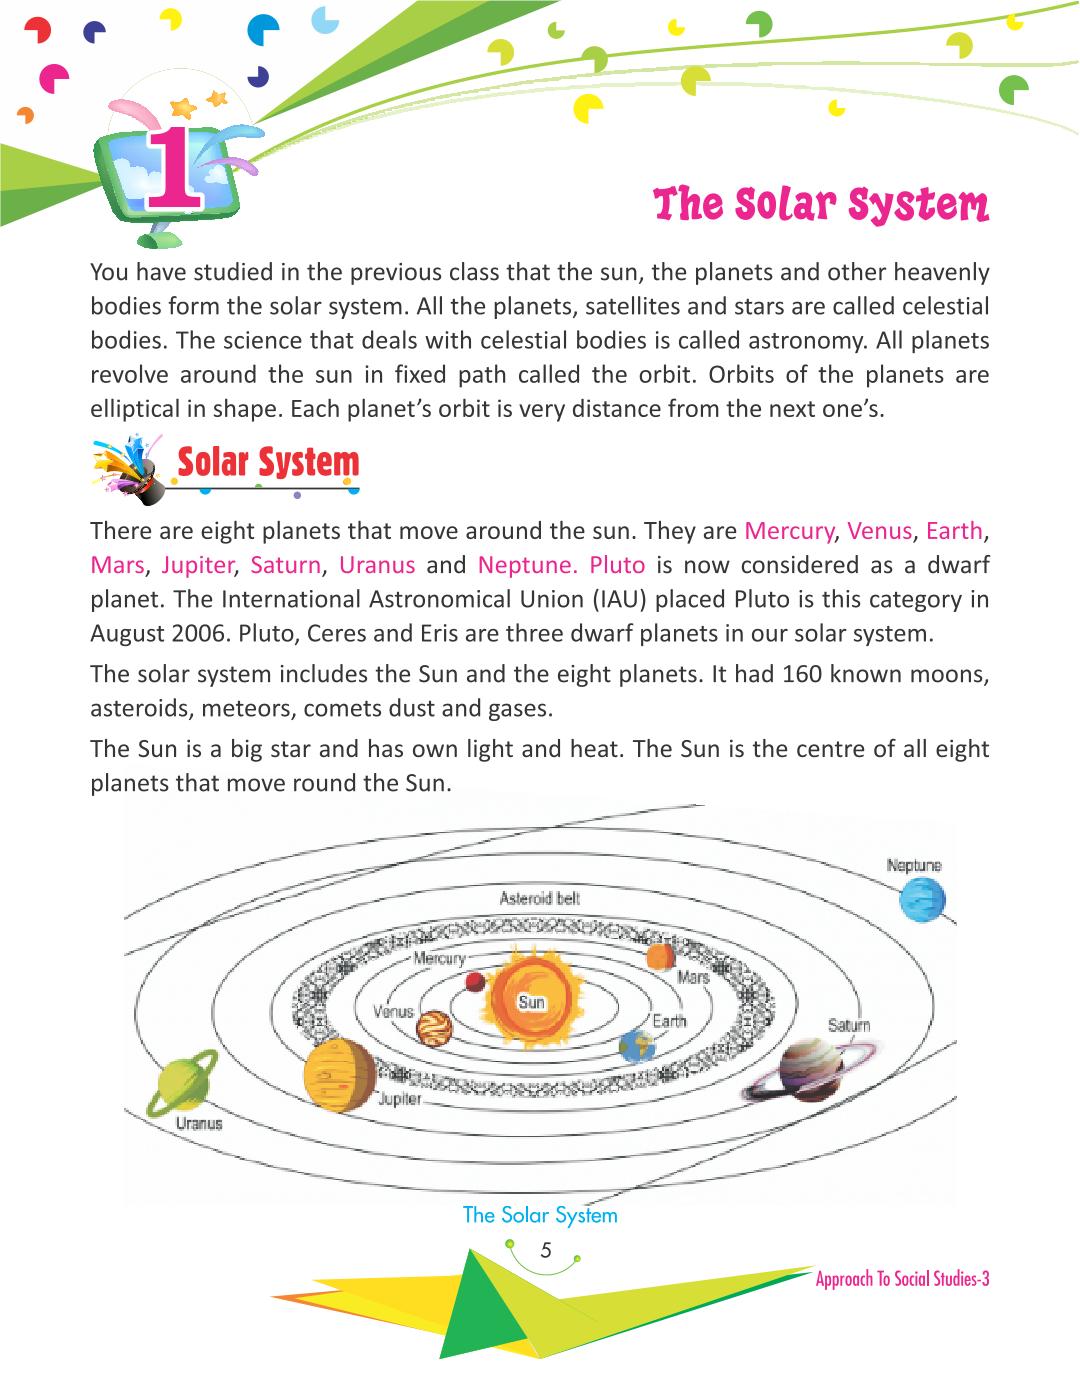 1
The Solar System
You have studied in the previous class that the sun, the planets and other heavenly
bodies form the solar system. All the planets, satellites and stars are called celestial
bodies. The science that deals with celestial bodies is called astronomy. All planets
revolve around the sun in fixed path called the orbit. Orbits of the planets are
elliptical in shape. Each planet’s orbit is very distance from the next one’s.
Solar System
There are eight planets that move around the sun. They are Mercury, Venus, Earth,
Mars, Jupiter, Saturn, Uranus and Neptune. Pluto is now considered as a dwarf
planet. The International Astronomical Union (IAU) placed Pluto is this category in
August 2006. Pluto, Ceres and Eris are three dwarf planets in our solar system.
The solar system includes the Sun and the eight planets. It had 160 known moons,
asteroids, meteors, comets dust and gases.
The Sun is a big star and has own light and heat. The Sun is the centre of all eight
planets that move round the Sun.
Neptune
Asteroid belt
Mercury
Mars
Sun
Venus
Earth
Saturn
Jupiter
Uranus
The Solar System
5
Approach To Social Studies-3